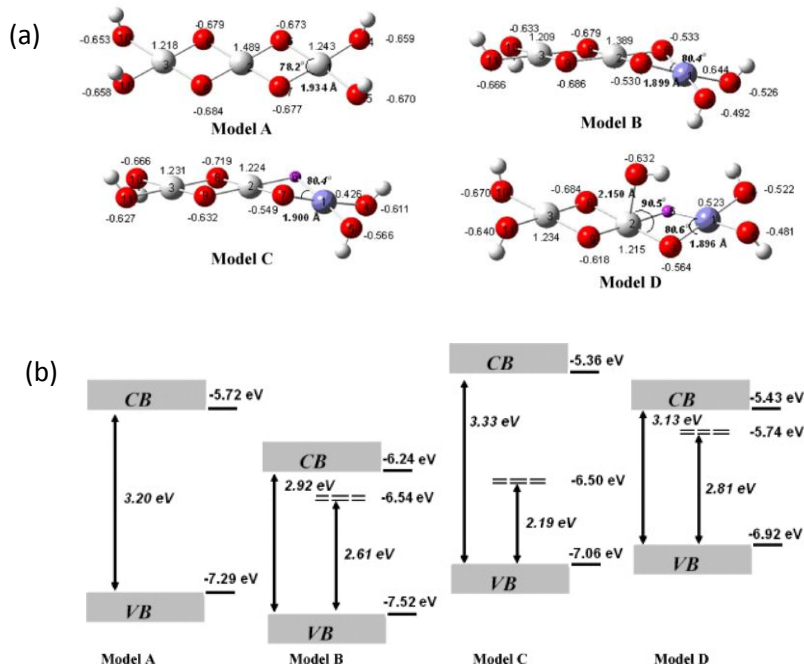 (a)
-0.653
-0.679
-0.673
-0.659
1.218
1.489
1.243
3
78.2°
1.934 Å
-0.658
-0.684
-0.677
-0.670
Model A
-0.633
-0.679
-0.533
1.209
1.389
80.4°
3
0.644
-0.666
-0.686
-0.530
1.899 Å
-0.526
-0.492
Model B
-0.666
-0.719
1.231
1.224
80.4°
3
2
1
0.426
-0.627
-0.632
-0.549
1.900 Å
-0.611
-0.566
Model C
-0.632
-0.670
-0.684
2.150 Å
90.5°
0.523
-0.522
3
2
80.6°
-0.640
1.234
1.215
1.896 Å
-0.481
-0.618
-0.564
Model D
(b)
CB
-5.72 eV
3.20 eV
-7.29 eV
VB
Model A
CB
-6.24 eV
2.92 eV
-6.54 eV
2.61 eV
-7.52 eV
VB
Model B
CB
-5.36 eV
3.33 eV
-6.50 eV
2.19 eV
-7.06 eV
VB
Model C
CB
-5.43 eV
3.13 eV
-5.74 eV
2.81 eV
-6.92 eV
VB
Model D